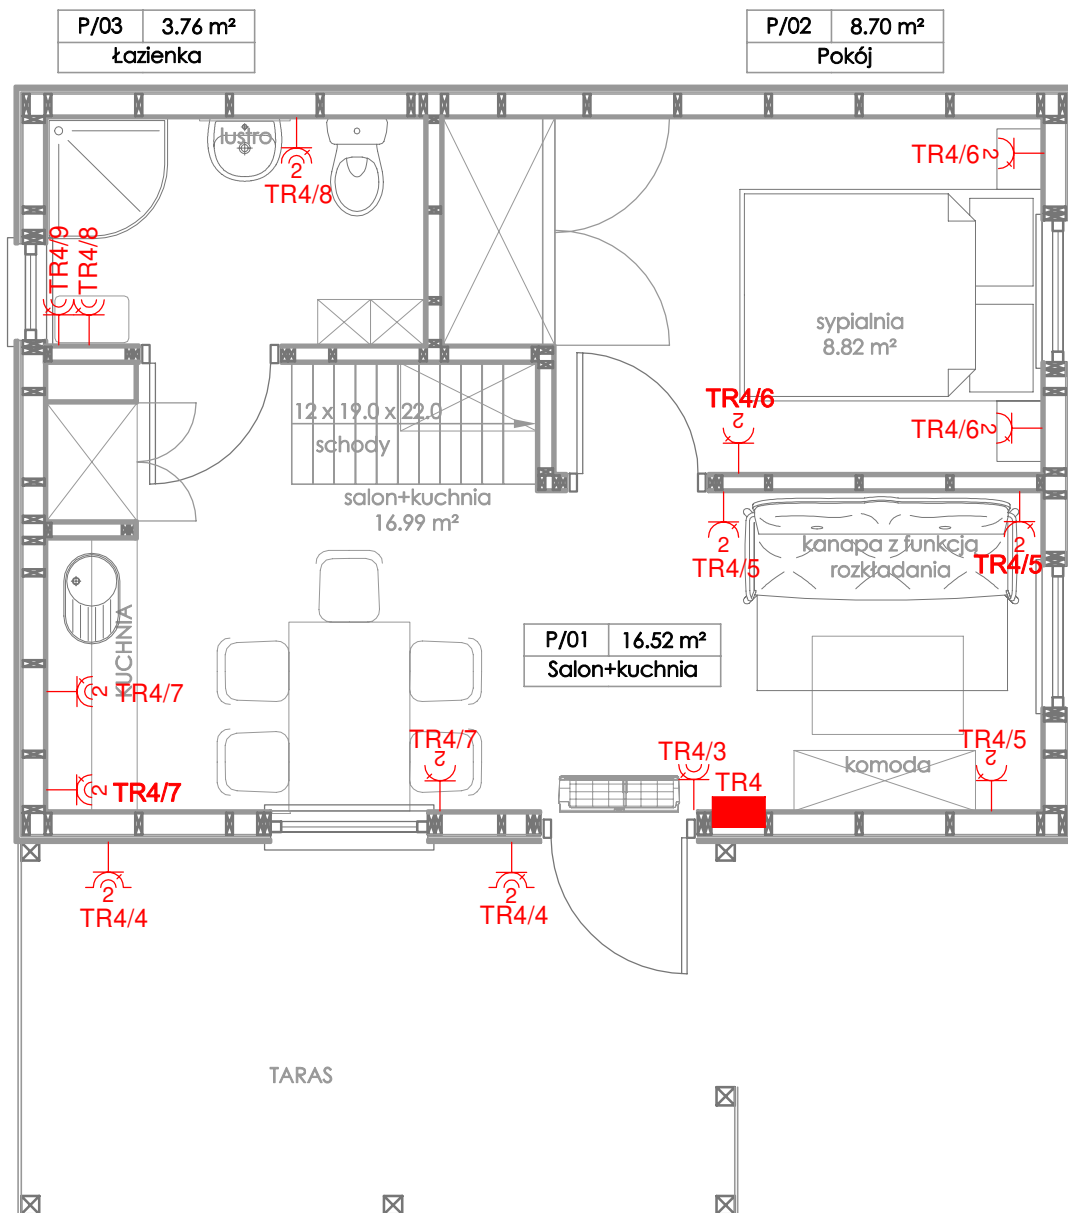 P/03 3.76 m²
Łazienka
P/02 8.70 m²
Pokój
lustro
2
TR4/8
TR4/6 2
TR4/9
TR4/8
sypialnia
8.82 m²
TR4/6
2
TR4/6 2
12 x 19.0 x 22.0
schody
salon+kuchnia
16.99 m²
2
TR4/5
kanapa z funkcją
rozkładania
2
TR4/5
KUCHNIA
P/01 16.52 m²
Salon+kuchnia
2 TR4/7
TR4/7
2
TR4/3
TR4
komoda
TR4/5
2
2 TR4/7
2
TR4/4
2
TR4/4
TARAS